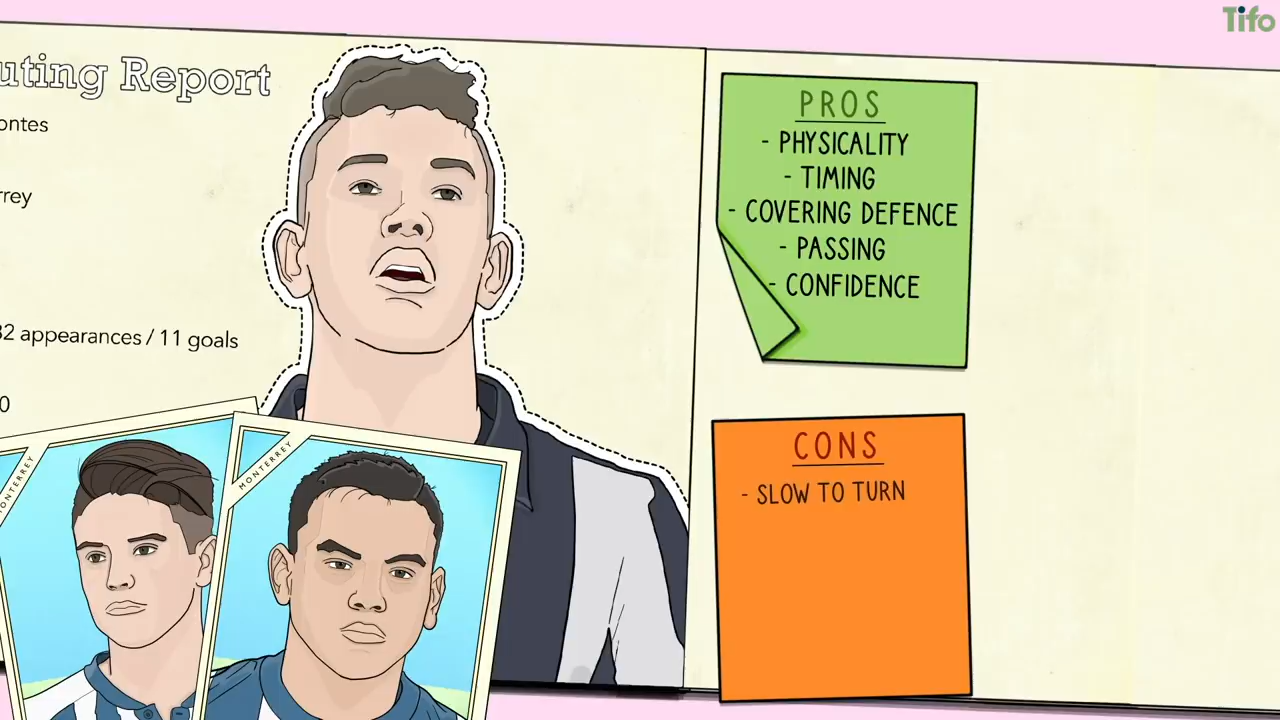 Tifo
uting Report
ontes
rrey
32 appearances / 11 goals
0
PROS
- PHYSICALITY
- TIMING
- COVERING DEFENCE
- PASSING
- CONFIDENCE
CONS
- SLOW TO TURN
ONTERREY
MONTERREY